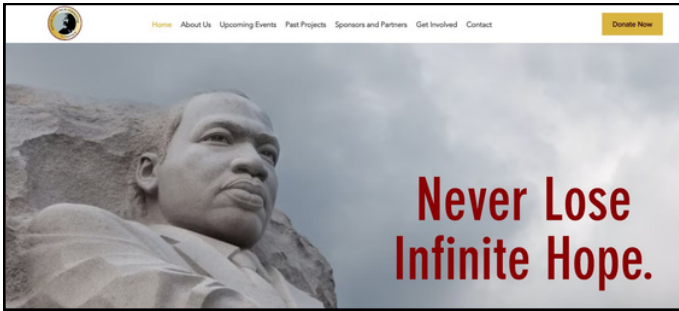 Home About Us Upcoming Events Past Projects Sponsors and Partners Get Involved Contact Donate Now
Never Lose
Infinite Hope.